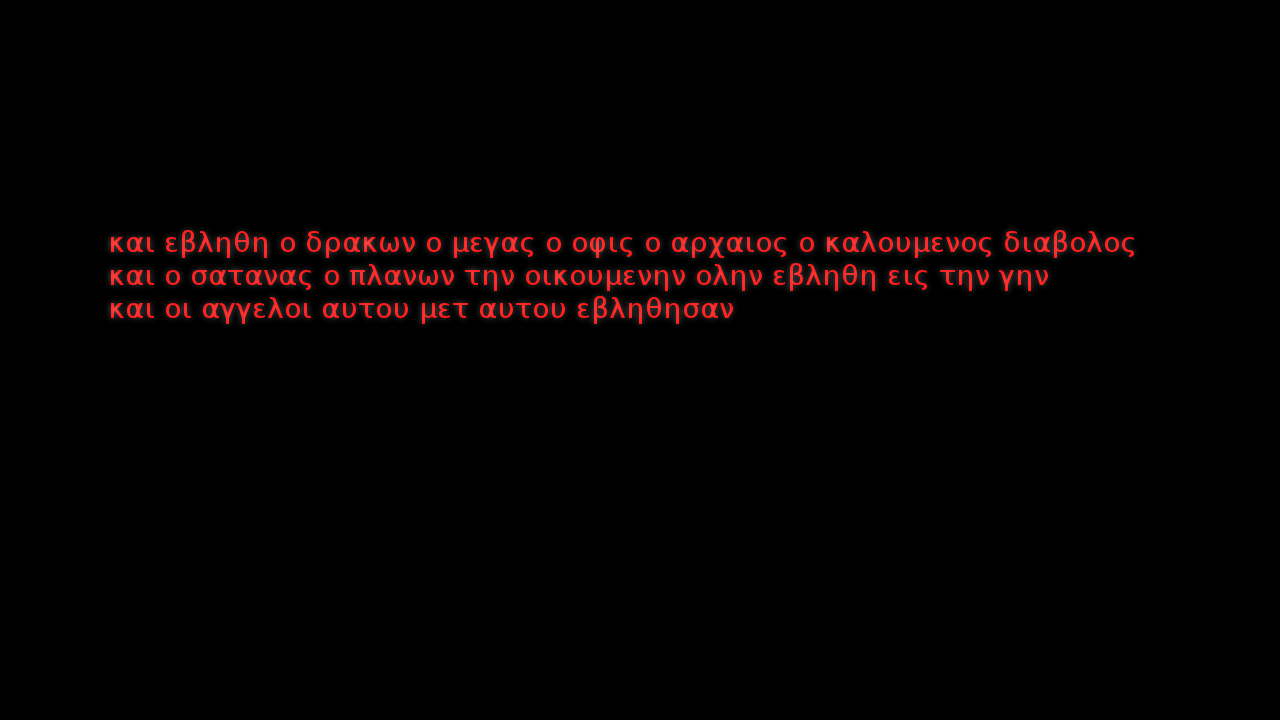 και εβληθη ο δρακων ο μεγας ο οφις ο αρχαιος ο καλουμενος διαβολος
και ο σατανας ο πλανων την οικουμενην ολην εβληθη εις την γην
και οι αγγελοι αυτου μετ αυτου εβληθησαν